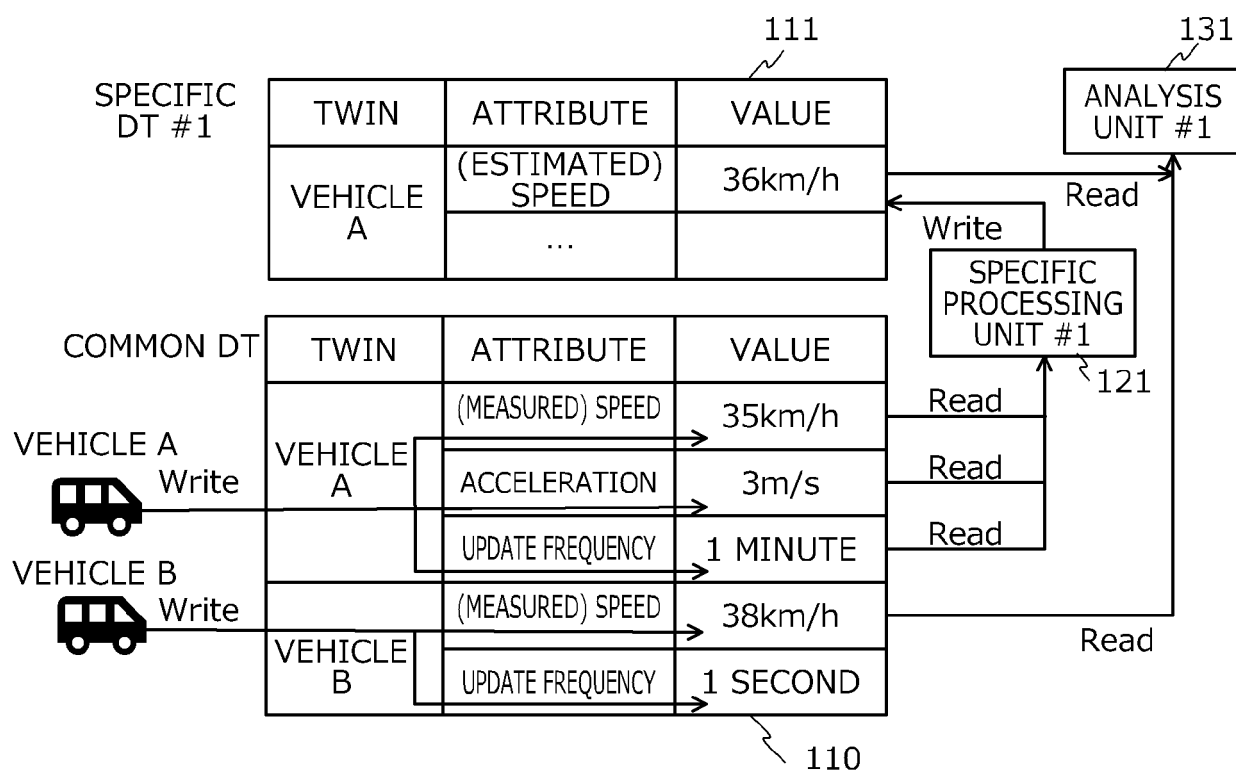 111
131
SPECIFIC
DT #1
TWIN
ATTRIBUTE
VALUE
ANALYSIS
UNIT #1
VEHICLE
A
(ESTIMATED)
SPEED
36km/h
...
Read
Write
SPECIFIC
PROCESSING
UNIT #1
121
COMMON DT
TWIN
ATTRIBUTE
VALUE
VEHICLE A
Write
VEHICLE
A
(MEASURED) SPEED
35km/h
Read
ACCELERATION
3m/s
Read
UPDATE FREQUENCY
1 MINUTE
Read
VEHICLE B
Write
VEHICLE
B
(MEASURED) SPEED
38km/h
Read
UPDATE FREQUENCY
1 SECOND
110